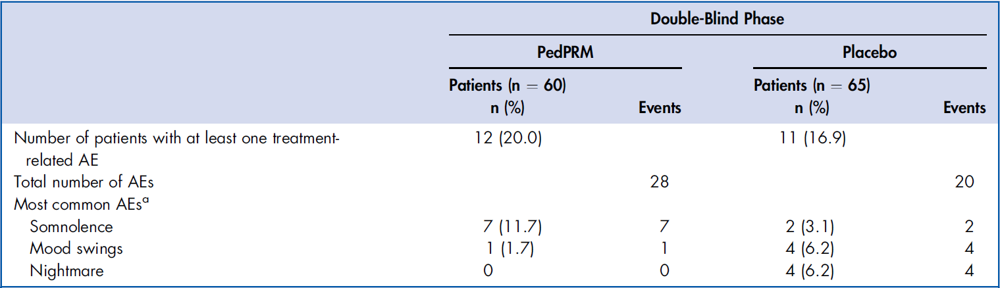 Double-Blind Phase
PedPRM Placebo
Patients (n = 60) Patients (n = 65)
n (%) Events n (%) Events
Number of patients with at least one treatment- 12 (20.0) 11 (16.9)
related AE
Total number of AEs 28 20
Most common AEsᵃ
Somnolence 7 (11.7) 7 2 (3.1) 2
Mood swings 1 (1.7) 1 4 (6.2) 4
Nightmare 0 0 4 (6.2) 4